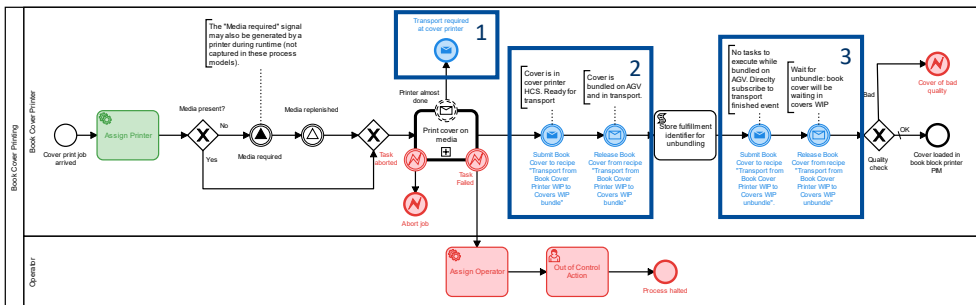 Book Cover Printing
Book Cover Printer
Operator
Cover print job
arrived
Assign Printer
Media present?
No
Yes
The "Media required" signal
may also be generated by a
printer during runtime (not
captured in these process
models).
Media required
Media replenished
Transport required
at cover printer
1
Printer almost
done
Print cover on
media
Task
aborted
Task
Failed
Abort job
2
Cover is in
cover printer
HCS. Ready for
transport
Cover is
bundled on AGV
and in transport.
Submit Book
Cover to recipe
"Transport from
Book Cover
Printer WIP to
Covers WIP
bundle"
Release Book
Cover from recipe
"Transport from
Book Cover
Printer WIP to
Covers WIP
bundle"
Store fulfillment
identifier for
unbundling
3
No tasks to
execute while
bundled on
AGV. Direclty
subscribe to
transport
finished event
Wait for
unbundle: book
cover will be
waiting in
covers WIP
Submit Book
Cover to recipe
"Transport from
Book Cover
Printer WIP to
Covers WIP
unbundle".
Release Book
Cover from recipe
"Transport from
Book Cover
Printer WIP to
Covers WIP
unbundle"
Bad
OK
Quality
check
Cover of bad
quality
Cover loaded in
book block printer
PIM
Assign Operator
Out of Control
Action
Process halted